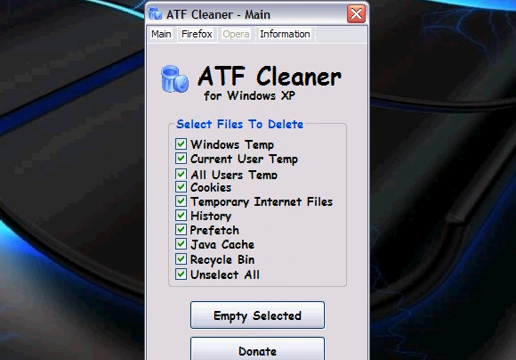 ATF Cleaner - Main
Main Firefox Opera Information
ATF Cleaner
for Windows XP
Select Files To Delete
Windows Temp
Current User Temp
All Users Temp
Cookies
Temporary Internet Files
History
Prefetch
Java Cache
Recycle Bin
Unselect All
Empty Selected
Donate